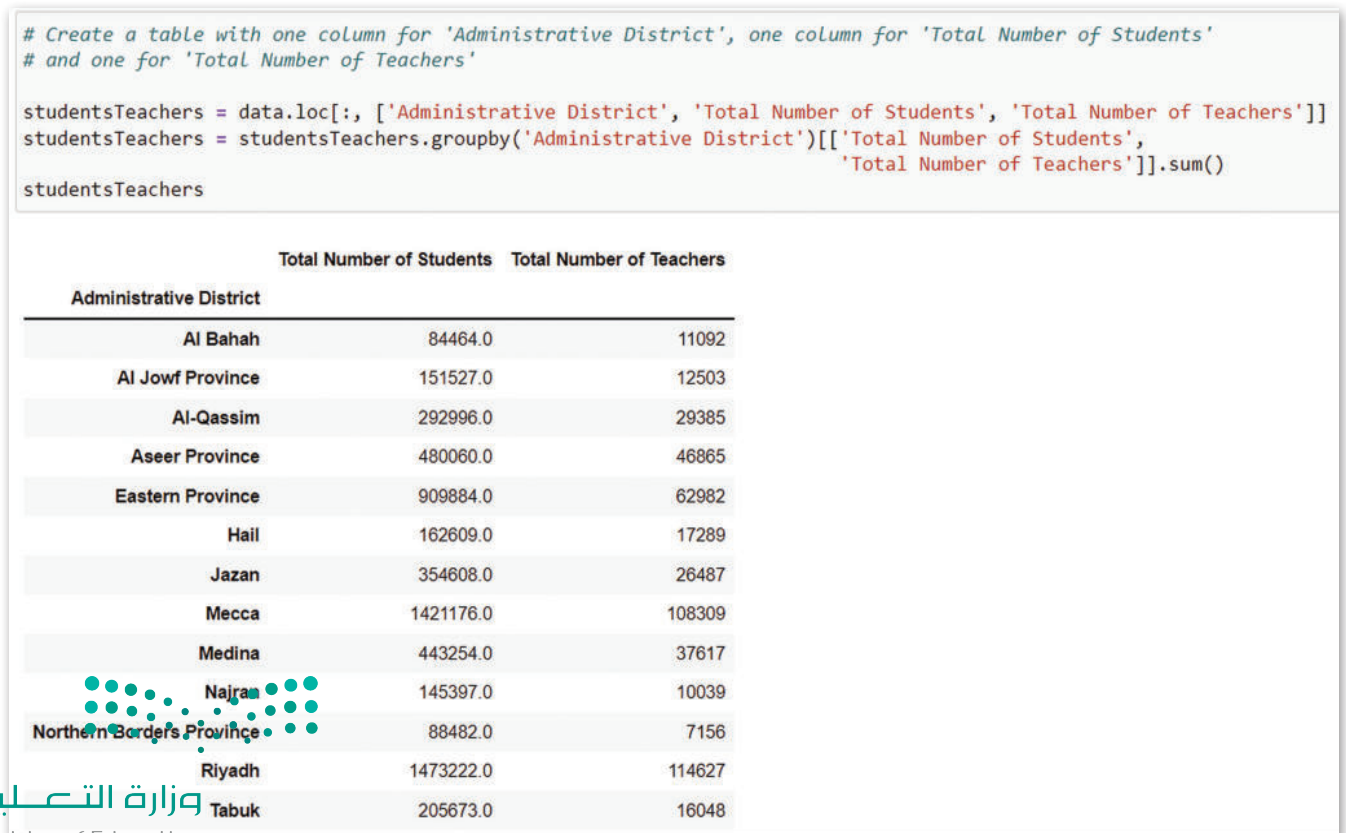 # Create a table with one column for 'Administrative District', one column for 'Total Number of Students'
# and one for 'Total Number of Teachers'
studentsTeachers = data.loc[:, ['Administrative District', 'Total Number of Students', 'Total Number of Teachers']]
studentsTeachers = studentsTeachers.groupby('Administrative District')[['Total Number of Students',
'Total Number of Teachers']].sum()
studentsTeachers
Total Number of Students Total Number of Teachers
Administrative District
Al Bahah 84464.0 11092
Al Jowf Province 151527.0 12503
Al-Qassim 292996.0 29385
Aseer Province 480060.0 46865
Eastern Province 909884.0 62982
Hail 162609.0 17289
Jazan 354608.0 26487
Mecca 1421176.0 108309
Medina 443254.0 37617
Najran 145397.0 10039
Northern Borders Province 88482.0 7156
Riyadh 1473222.0 114627
وزارة
Tabuk 205673.0 16048